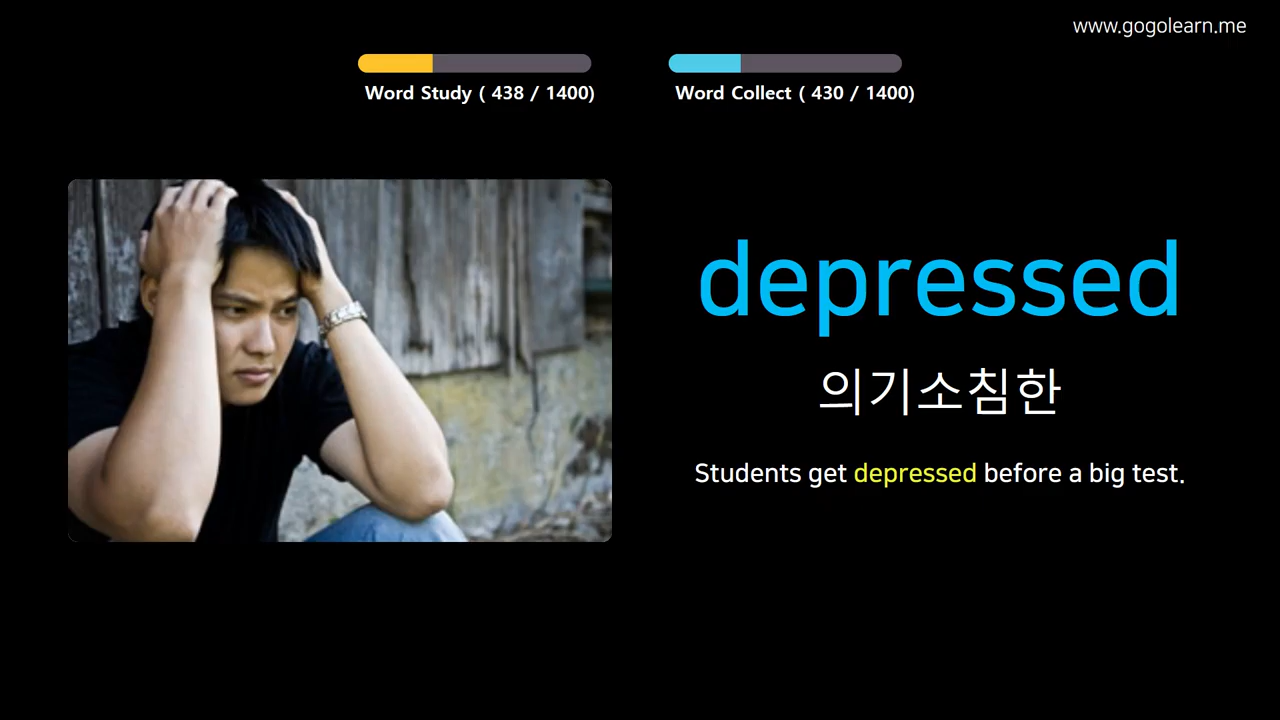 www.gogolearn.me
Word Study ( 438 / 1400)
Word Collect ( 430 / 1400)
depressed
의기소침한
Students get depressed before a big test.